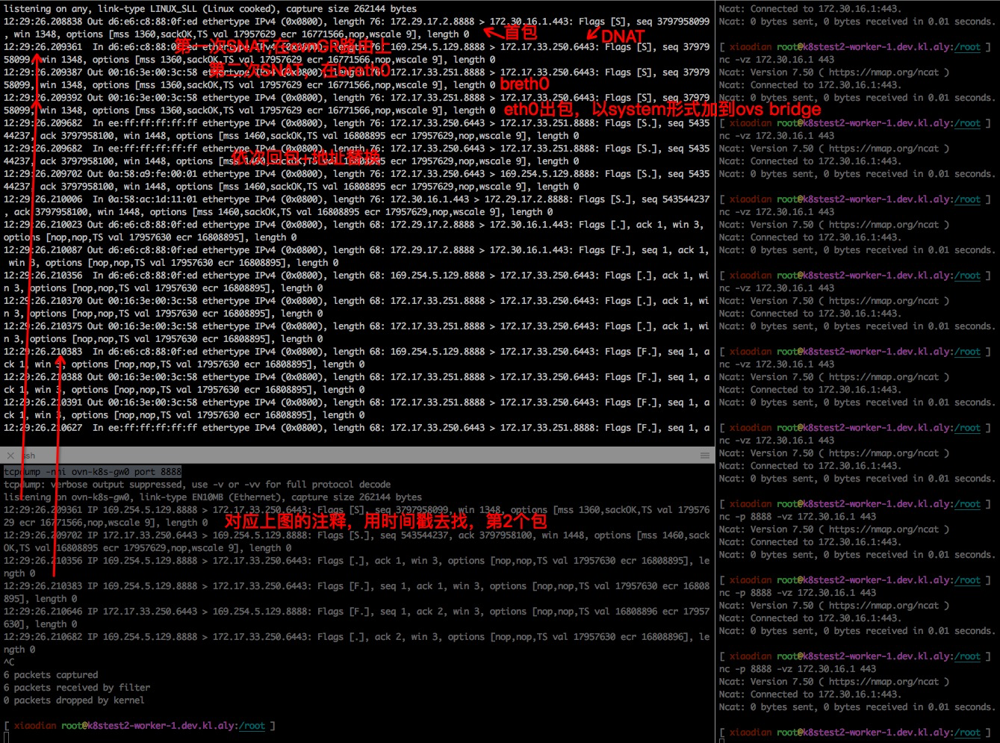 listening on any, link-type LINUX_SLL (Linux cooked), capture size 262144 bytes
12:29:26.208838 Out d6:e6:c8:88:0f:ed ethertype IPv4 (0x0800), length 76: 172.29.17.2.8888 > 172.30.16.1.443: Flags [S], seq 3797958099
, win 1348, options [mss 1360,sackOK,TS val 17957629 ecr 16771566,nop,wscale 9], length 0
首包
DNAT
12:29:26.209361 In d6:e6:c8:88:0f:ed ethertype IPv4 (0x0800), length 76: 169.254.5.129.8888 > 172.17.33.250.6443: Flags [S], seq 37979
第一次SNAT,在ovnGR路由上
58099, win 1348, options [mss 1360,sackOK,TS val 17957629 ecr 16771566,nop,wscale 9], length 0
第二次SNAT，在breth0
12:29:26.209387 Out 00:16:3e:00:3c:58 ethertype IPv4 (0x0800), length 76: 172.17.33.251.8888 > 172.17.33.250.6443: Flags [S], seq 37979
58099, win 1348, options [mss 1360,sackOK,TS val 17957629 ecr 16771566,nop,wscale 9], length 0
breth0
12:29:26.209392 Out 00:16:3e:00:3c:58 ethertype IPv4 (0x0800), length 76: 172.17.33.251.8888 > 172.17.33.250.6443: Flags [S], seq 37979
58099, win 1348, options [mss 1360,sackOK,TS val 17957629 ecr 16771566,nop,wscale 9], length 0
eth0出包，以system形式加到ovs bridge
12:29:26.209682 In ee:ff:ff:ff:ff:ff ethertype IPv4 (0x0800), length 76: 172.17.33.250.6443 > 172.17.33.251.8888: Flags [S.], seq 5435
44237, ack 3797958100, win 1448, options [mss 1460,sackOK,TS val 16808895 ecr 17957629,nop,wscale 9], length 0
12:29:26.209682 In ee:ff:ff:ff:ff:ff ethertype IPv4 (0x0800), length 76: 172.17.33.250.6443 > 172.17.33.251.8888: Flags [S.], seq 5435
44237, ack 3797958100, win 1448, options [mss 1460,sackOK,TS val 16808895 ecr 17957629,nop,wscale 9], length 0
依次回包+地址替换
12:29:26.209702 Out 0a:58:a9:fe:00:01 ethertype IPv4 (0x0800), length 76: 172.17.33.250.6443 > 169.254.5.129.8888: Flags [S.], seq 5435
44237, ack 3797958100, win 1448, options [mss 1460,sackOK,TS val 16808895 ecr 17957629,nop,wscale 9], length 0
12:29:26.210006 In 0a:58:ac:1d:11:01 ethertype IPv4 (0x0800), length 76: 172.30.16.1.443 > 172.29.17.2.8888: Flags [S.], seq 543544237
, ack 3797958100, win 1448, options [mss 1460,sackOK,TS val 16808895 ecr 17957629,nop,wscale 9], length 0
12:29:26.210023 Out d6:e6:c8:88:0f:ed ethertype IPv4 (0x0800), length 68: 172.29.17.2.8888 > 172.30.16.1.443: Flags [.], ack 1, win 3,
options [nop,nop,TS val 17957630 ecr 16808895], length 0
12:29:26.210087 Out d6:e6:c8:88:0f:ed ethertype IPv4 (0x0800), length 68: 172.29.17.2.8888 > 172.30.16.1.443: Flags [F.], seq 1, ack 1,
win 3, options [nop,nop,TS val 17957630 ecr 16808895], length 0
12:29:26.210356 In d6:e6:c8:88:0f:ed ethertype IPv4 (0x0800), length 68: 169.254.5.129.8888 > 172.17.33.250.6443: Flags [.], ack 1, wi
n 3, options [nop,nop,TS val 17957630 ecr 16808895], length 0
12:29:26.210370 Out 00:16:3e:00:3c:58 ethertype IPv4 (0x0800), length 68: 172.17.33.251.8888 > 172.17.33.250.6443: Flags [.], ack 1, wi
n 3, options [nop,nop,TS val 17957630 ecr 16808895], length 0
12:29:26.210375 Out 00:16:3e:00:3c:58 ethertype IPv4 (0x0800), length 68: 172.17.33.251.8888 > 172.17.33.250.6443: Flags [.], ack 1, wi
n 3, options [nop,nop,TS val 17957630 ecr 16808895], length 0
12:29:26.210383 In d6:e6:c8:88:0f:ed ethertype IPv4 (0x0800), length 68: 169.254.5.129.8888 > 172.17.33.250.6443: Flags [F.], seq 1, a
ck 1, win 3, options [nop,nop,TS val 17957630 ecr 16808895], length 0
12:29:26.210388 Out 00:16:3e:00:3c:58 ethertype IPv4 (0x0800), length 68: 172.17.33.251.8888 > 172.17.33.250.6443: Flags [F.], seq 1, a
ck 1, win 3, options [nop,nop,TS val 17957630 ecr 16808895], length 0
12:29:26.210391 Out 00:16:3e:00:3c:58 ethertype IPv4 (0x0800), length 68: 172.17.33.251.8888 > 172.17.33.250.6443: Flags [F.], seq 1, a
ck 1, win 3, options [nop,nop,TS val 17957630 ecr 16808895], length 0
12:29:26.210627 In ee:ff:ff:ff:ff:ff ethertype IPv4 (0x0800), length 68: 172.17.33.250.6443 > 172.17.33.251.8888: Flags [F.], seq 1, a
ssh
tcpdump -nni ovn-k8s-gw0 port 8888
tcpdump: verbose output suppressed, use -v or -vv for full protocol decode
listening on ovn-k8s-gw0, link-type EN10MB (Ethernet), capture size 262144 bytes
12:29:26.209361 IP 169.254.5.129.8888 > 172.17.33.250.6443: Flags [S], seq 3797958099, win 1348, options [mss 1360,sackOK,TS val 179576
29 ecr 16771566,nop,wscale 9], length 0
对应上图的注释，用时间戳去找，第2个包
12:29:26.209702 IP 172.17.33.250.6443 > 169.254.5.129.8888: Flags [S.], seq 543544237, ack 3797958100, win 1448, options [mss 1460,sack
OK,TS val 16808895 ecr 17957629,nop,wscale 9], length 0
12:29:26.210356 IP 169.254.5.129.8888 > 172.17.33.250.6443: Flags [.], ack 1, win 3, options [nop,nop,TS val 17957630 ecr 16808895], le
ngth 0
12:29:26.210383 IP 169.254.5.129.8888 > 172.17.33.250.6443: Flags [F.], seq 1, ack 1, win 3, options [nop,nop,TS val 17957630 ecr 16808
895], length 0
12:29:26.210646 IP 172.17.33.250.6443 > 169.254.5.129.8888: Flags [F.], seq 1, ack 2, win 3, options [nop,nop,TS val 16808896 ecr 17957
630], length 0
12:29:26.210682 IP 169.254.5.129.8888 > 172.17.33.250.6443: Flags [.], ack 2, win 3, options [nop,nop,TS val 17957630 ecr 16808896], le
ngth 0
^C
6 packets captured
6 packets received by filter
0 packets dropped by kernel
[ xiaodian root@k8stest2-worker-1.dev.kl.aly:/root ]
Ncat: Connected to 172.30.16.1:443.
Ncat: 0 bytes sent, 0 bytes received in 0.01 seconds.
[ xiaodian root@k8stest2-worker-1.dev.kl.aly:/root ]
nc -vz 172.30.16.1 443
Ncat: Version 7.50 ( https://nmap.org/ncat )
Ncat: Connected to 172.30.16.1:443.
Ncat: 0 bytes sent, 0 bytes received in 0.01 seconds.
[ xiaodian root@k8stest2-worker-1.dev.kl.aly:/root ]
nc -vz 172.30.16.1 443
Ncat: Version 7.50 ( https://nmap.org/ncat )
Ncat: Connected to 172.30.16.1:443.
Ncat: 0 bytes sent, 0 bytes received in 0.01 seconds.
[ xiaodian root@k8stest2-worker-1.dev.kl.aly:/root ]
nc -vz 172.30.16.1 443
Ncat: Version 7.50 ( https://nmap.org/ncat )
Ncat: Connected to 172.30.16.1:443.
Ncat: 0 bytes sent, 0 bytes received in 0.01 seconds.
[ xiaodian root@k8stest2-worker-1.dev.kl.aly:/root ]
nc -vz 172.30.16.1 443
Ncat: Version 7.50 ( https://nmap.org/ncat )
Ncat: Connected to 172.30.16.1:443.
Ncat: 0 bytes sent, 0 bytes received in 0.01 seconds.
[ xiaodian root@k8stest2-worker-1.dev.kl.aly:/root ]
nc -vz 172.30.16.1 443
Ncat: Version 7.50 ( https://nmap.org/ncat )
Ncat: Connected to 172.30.16.1:443.
Ncat: 0 bytes sent, 0 bytes received in 0.01 seconds.
[ xiaodian root@k8stest2-worker-1.dev.kl.aly:/root ]
nc -vz 172.30.16.1 443
Ncat: Version 7.50 ( https://nmap.org/ncat )
Ncat: Connected to 172.30.16.1:443.
Ncat: 0 bytes sent, 0 bytes received in 0.01 seconds.
[ xiaodian root@k8stest2-worker-1.dev.kl.aly:/root ]
nc -p 8888 -vz 172.30.16.1 443
Ncat: Version 7.50 ( https://nmap.org/ncat )
Ncat: Connected to 172.30.16.1:443.
Ncat: 0 bytes sent, 0 bytes received in 0.01 seconds.
[ xiaodian root@k8stest2-worker-1.dev.kl.aly:/root ]
nc -p 8888 -vz 172.30.16.1 443
Ncat: Version 7.50 ( https://nmap.org/ncat )
Ncat: Connected to 172.30.16.1:443.
Ncat: 0 bytes sent, 0 bytes received in 0.01 seconds.
[ xiaodian root@k8stest2-worker-1.dev.kl.aly:/root ]
nc -p 8888 -vz 172.30.16.1 443
Ncat: Version 7.50 ( https://nmap.org/ncat )
Ncat: Connected to 172.30.16.1:443.
Ncat: 0 bytes sent, 0 bytes received in 0.01 seconds.
[ xiaodian root@k8stest2-worker-1.dev.kl.aly:/root ]